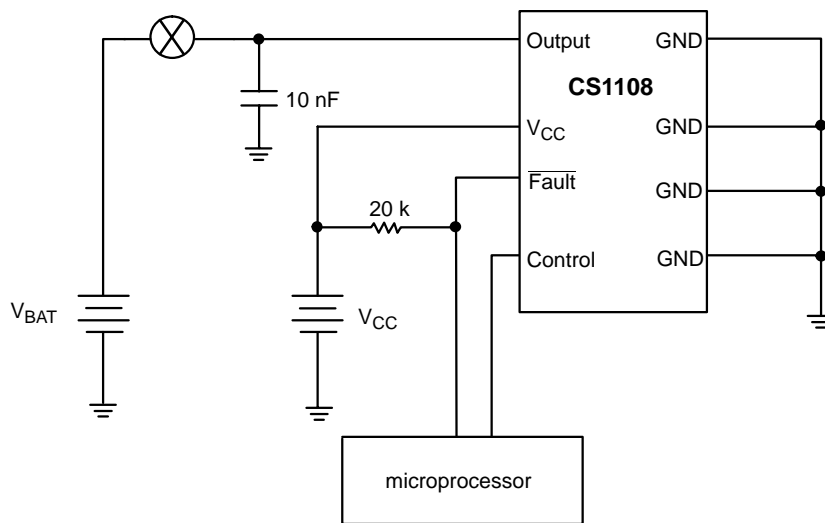 Output GND
CS1108
10 nF
VCC GND
Fault
GND
20 k
Control GND
VBAT
VCC
microprocessor